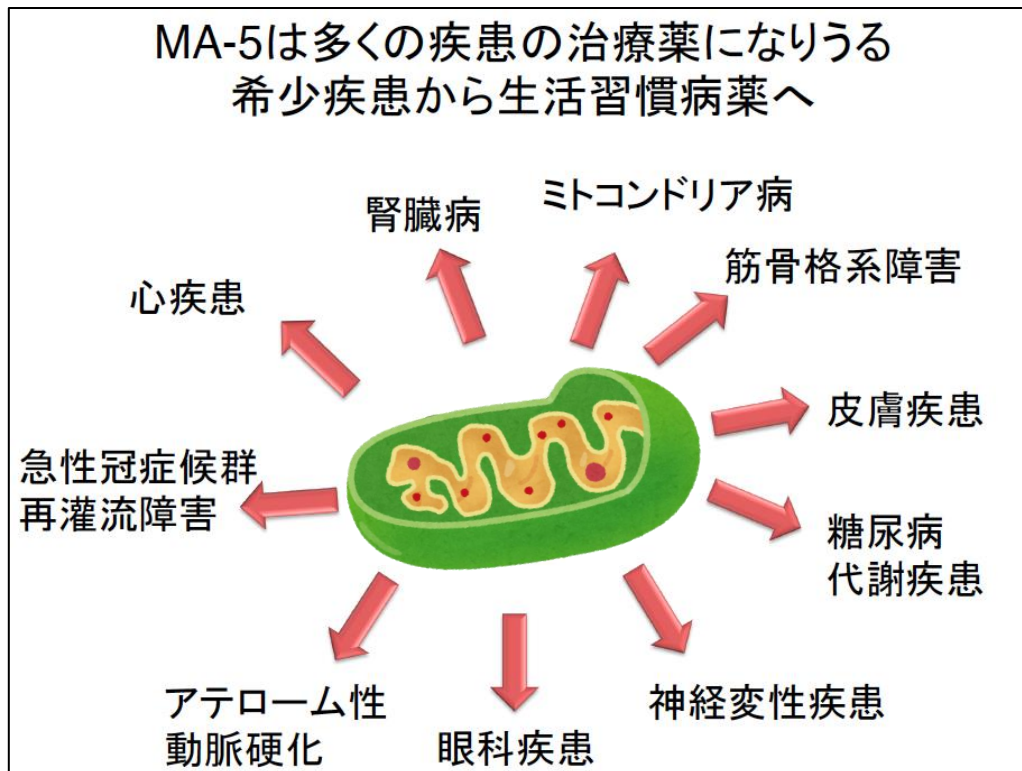 MA-5は多くの疾患の治療薬になりうる
希少疾患から生活習慣病薬へ
ミトコンドリア病
腎臓病
筋骨格系障害
心疾患
皮膚疾患
急性冠症候群
再灌流障害
糖尿病
代謝疾患
神経変性疾患
アテローム性
動脈硬化
眼科疾患